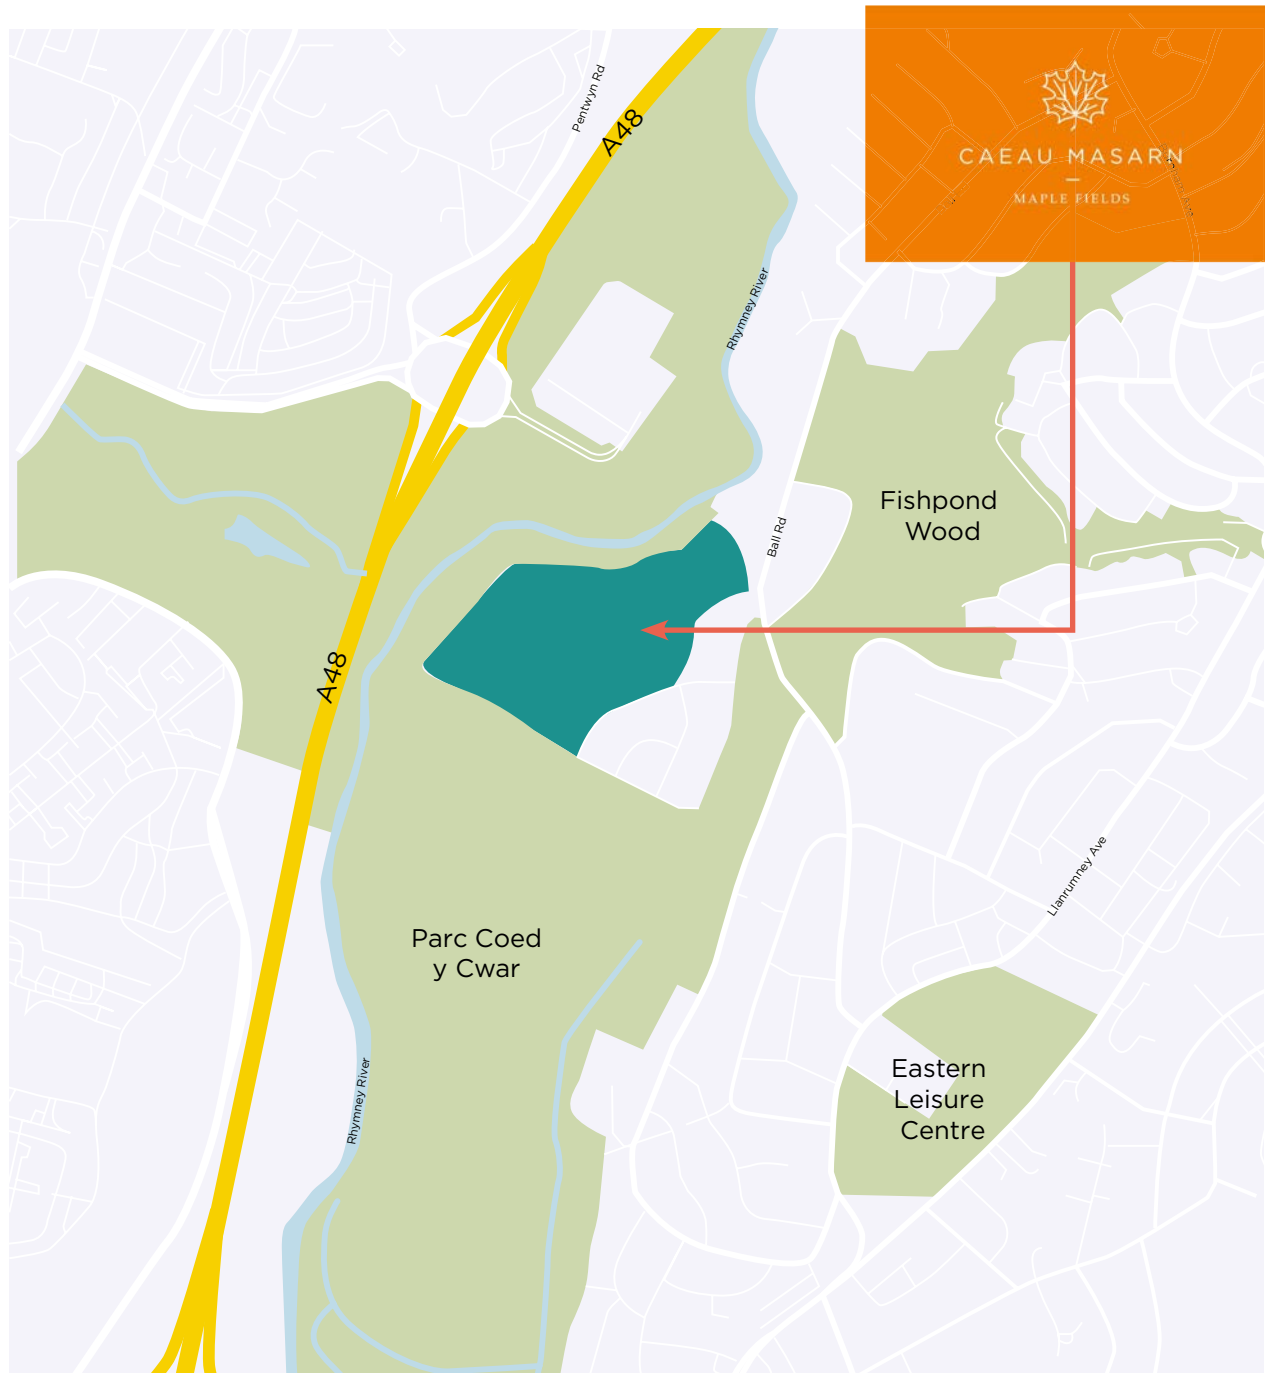 Pentwyn Rd
A48
CAEAU MASARN
MAPLE FIELDS
Rhymney River
Fishpond
Wood
Ball Rd
A48
Llanrumney Ave
Parc Coed
y Cwar
Rhymney River
Eastern
Leisure
Centre